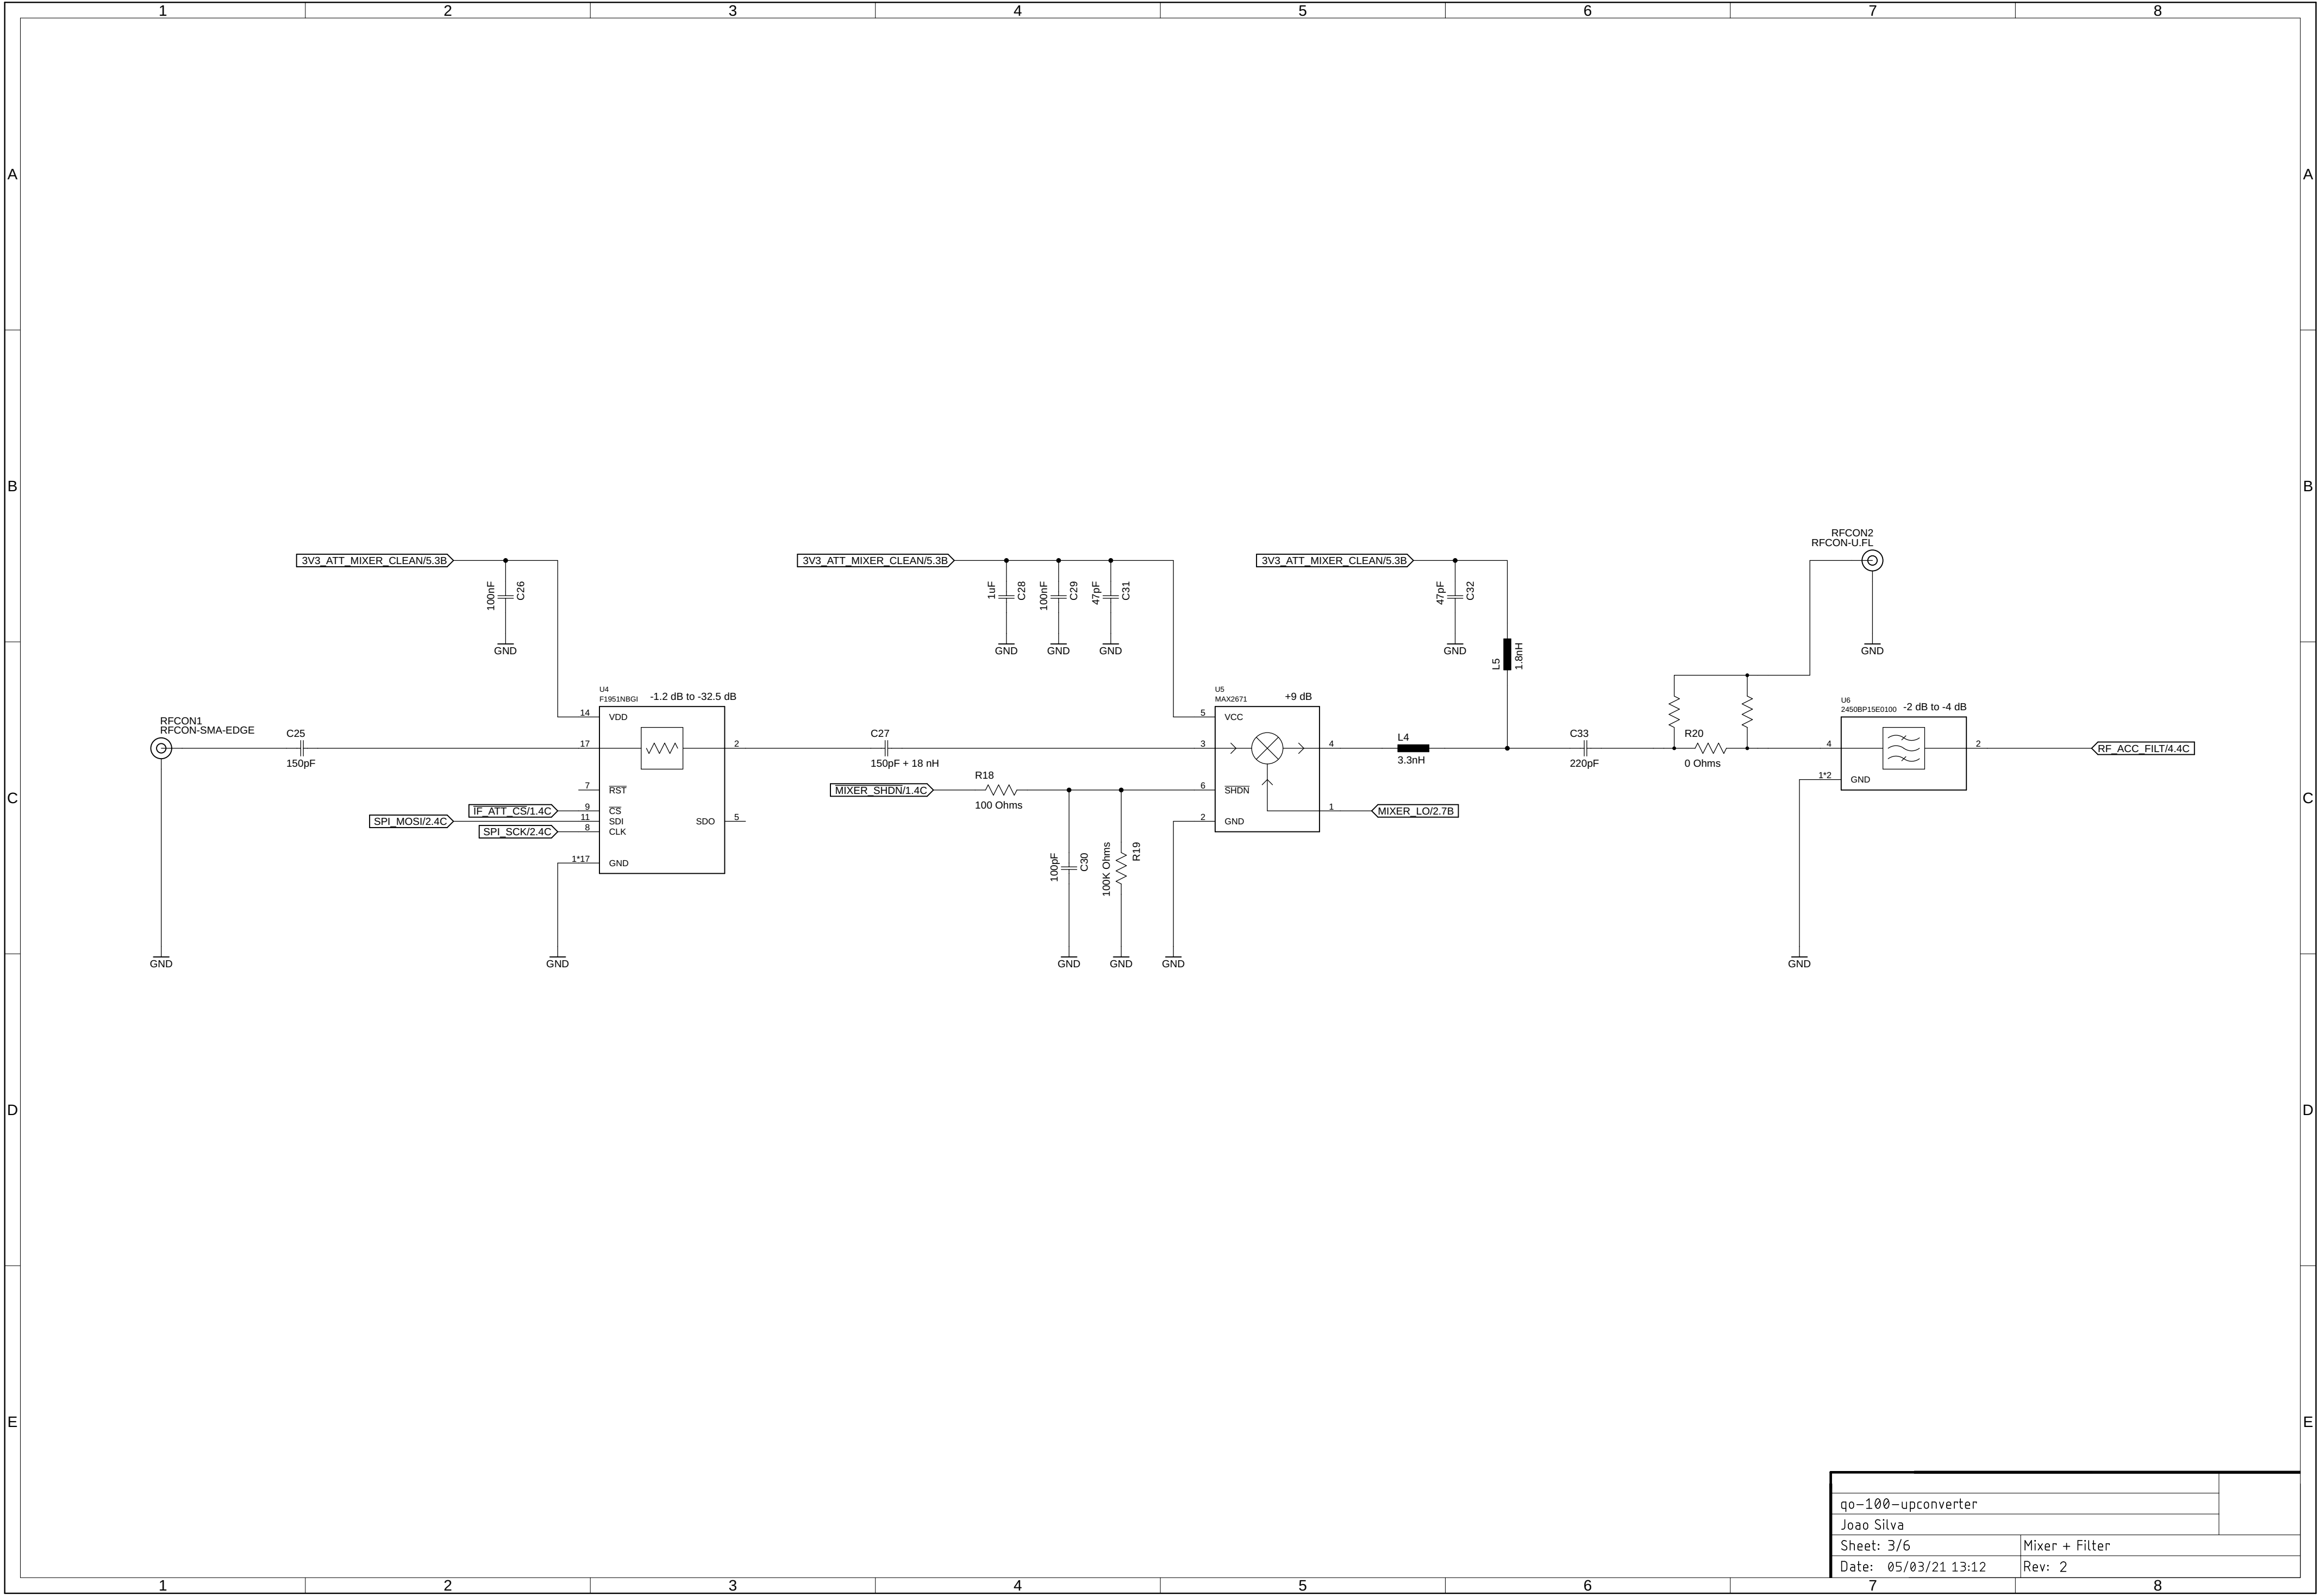 1 2 3 4 5 6 7 8
A A
B B
RFCON2
RFCON-U.FL
3V3_ATT_MIXER_CLEAN/5.3B
3V3_ATT_MIXER_CLEAN/5.3B
3V3_ATT_MIXER_CLEAN/5.3B
100nF
C26
1uF
C28
100nF
C29
47pF
C31
47pF
C32
GND
GND
GND
GND
GND
GND
L5
1.8nH
RFCON1
RFCON-SMA-EDGE
C25
150pF
U4
F1951NBGI
-1.2 dB to -32.5 dB
14 VDD
17
2
7 RST
IF_ATT_CS/1.4C 9 CS
SPI_MOSI/2.4C 11 SDI
SDO 5
SPI_SCK/2.4C 8 CLK
1*17 GND
C27
150pF + 18 nH
MIXER_SHDN/1.4C
R18
100 Ohms
100pF
C30
100K Ohms
R19
U5
MAX2671
+9 dB
5 VCC
3
4
6 SHDN
1 MIXER_LO/2.7B
2 GND
L4
3.3nH
C33
220pF
R20
0 Ohms
U6
2450BP15E0100
-2 dB to -4 dB
4
2
RF_ACC_FILT/4.4C
1*2 GND
C C
GND
GND
GND
GND
GND
GND
D D
E E
qo-100-upconverter
Joao Silva
Sheet: 3/6
Mixer + Filter
Date: 05/03/21 13:12
Rev: 2
1 2 3 4 5 6 7 8